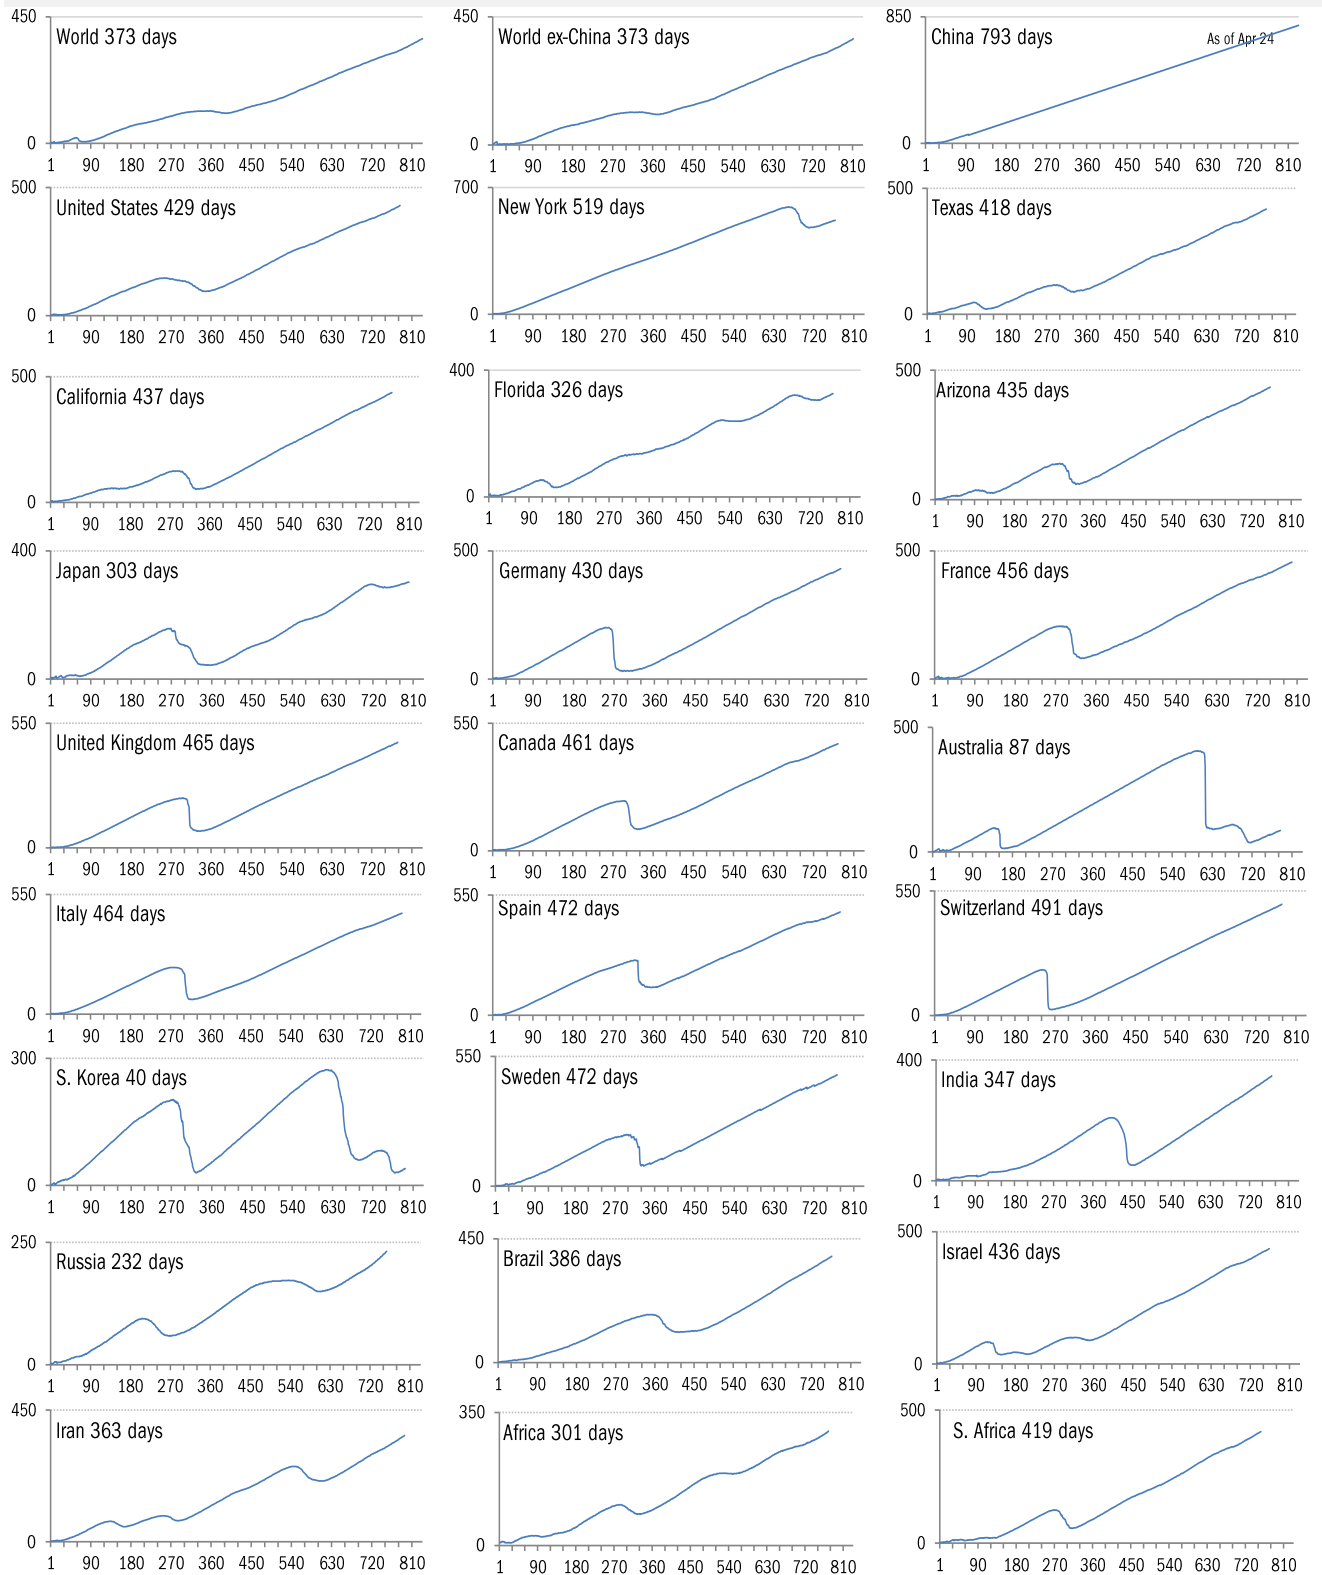 450
World 373 days
0
1 90 180 270 360 450 540 630 720 810
450
World ex-China 373 days
0
1 90 180 270 360 450 540 630 720 810
850
China 793 days
As of Apr 24
0
1 90 180 270 360 450 540 630 720 810
500
United States 429 days
0
1 90 180 270 360 450 540 630 720 810
700
New York 519 days
0
1 90 180 270 360 450 540 630 720 810
500
Texas 418 days
0
1 90 180 270 360 450 540 630 720 810
500
California 437 days
0
1 90 180 270 360 450 540 630 720 810
400
Florida 326 days
0
1 90 180 270 360 450 540 630 720 810
500
Arizona 435 days
0
1 90 180 270 360 450 540 630 720 810
400
Japan 303 days
0
1 90 180 270 360 450 540 630 720 810
500
Germany 430 days
0
1 90 180 270 360 450 540 630 720 810
500
France 456 days
0
1 90 180 270 360 450 540 630 720 810
550
United Kingdom 465 days
0
1 90 180 270 360 450 540 630 720 810
550
Canada 461 days
0
1 90 180 270 360 450 540 630 720 810
500
Australia 87 days
0
1 90 180 270 360 450 540 630 720 810
550
Italy 464 days
0
1 90 180 270 360 450 540 630 720 810
550
Spain 472 days
0
1 90 180 270 360 450 540 630 720 810
550
Switzerland 491 days
0
1 90 180 270 360 450 540 630 720 810
300
S. Korea 40 days
0
1 90 180 270 360 450 540 630 720 810
550
Sweden 472 days
0
1 90 180 270 360 450 540 630 720 810
400
India 347 days
0
1 90 180 270 360 450 540 630 720 810
250
Russia 232 days
0
1 90 180 270 360 450 540 630 720 810
450
Brazil 386 days
0
1 90 180 270 360 450 540 630 720 810
500
Israel 436 days
0
1 90 180 270 360 450 540 630 720 810
450
Iran 363 days
0
1 90 180 270 360 450 540 630 720 810
350
Africa 301 days
0
1 90 180 270 360 450 540 630 720 810
500
S. Africa 419 days
0
1 90 180 270 360 450 540 630 720 810